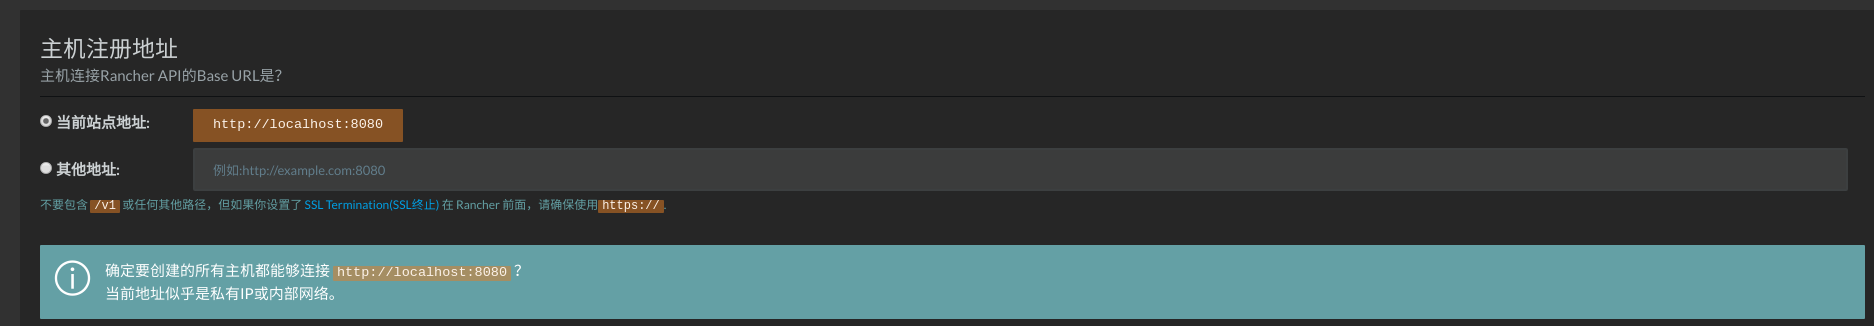 主机注册地址
主机连接Rancher API的Base URL是?
当前站点地址: http://localhost:8080
其他地址: 例如:http://example.com:8080
不要包含 /v1 或任何其他路径，但如果你设置了 SSL Termination(SSL终止) 在 Rancher 前面，请确保使用 https:// .
确定要创建的所有主机都能够连接 http://localhost:8080 ?
当前地址似乎是私有IP或内部网络。